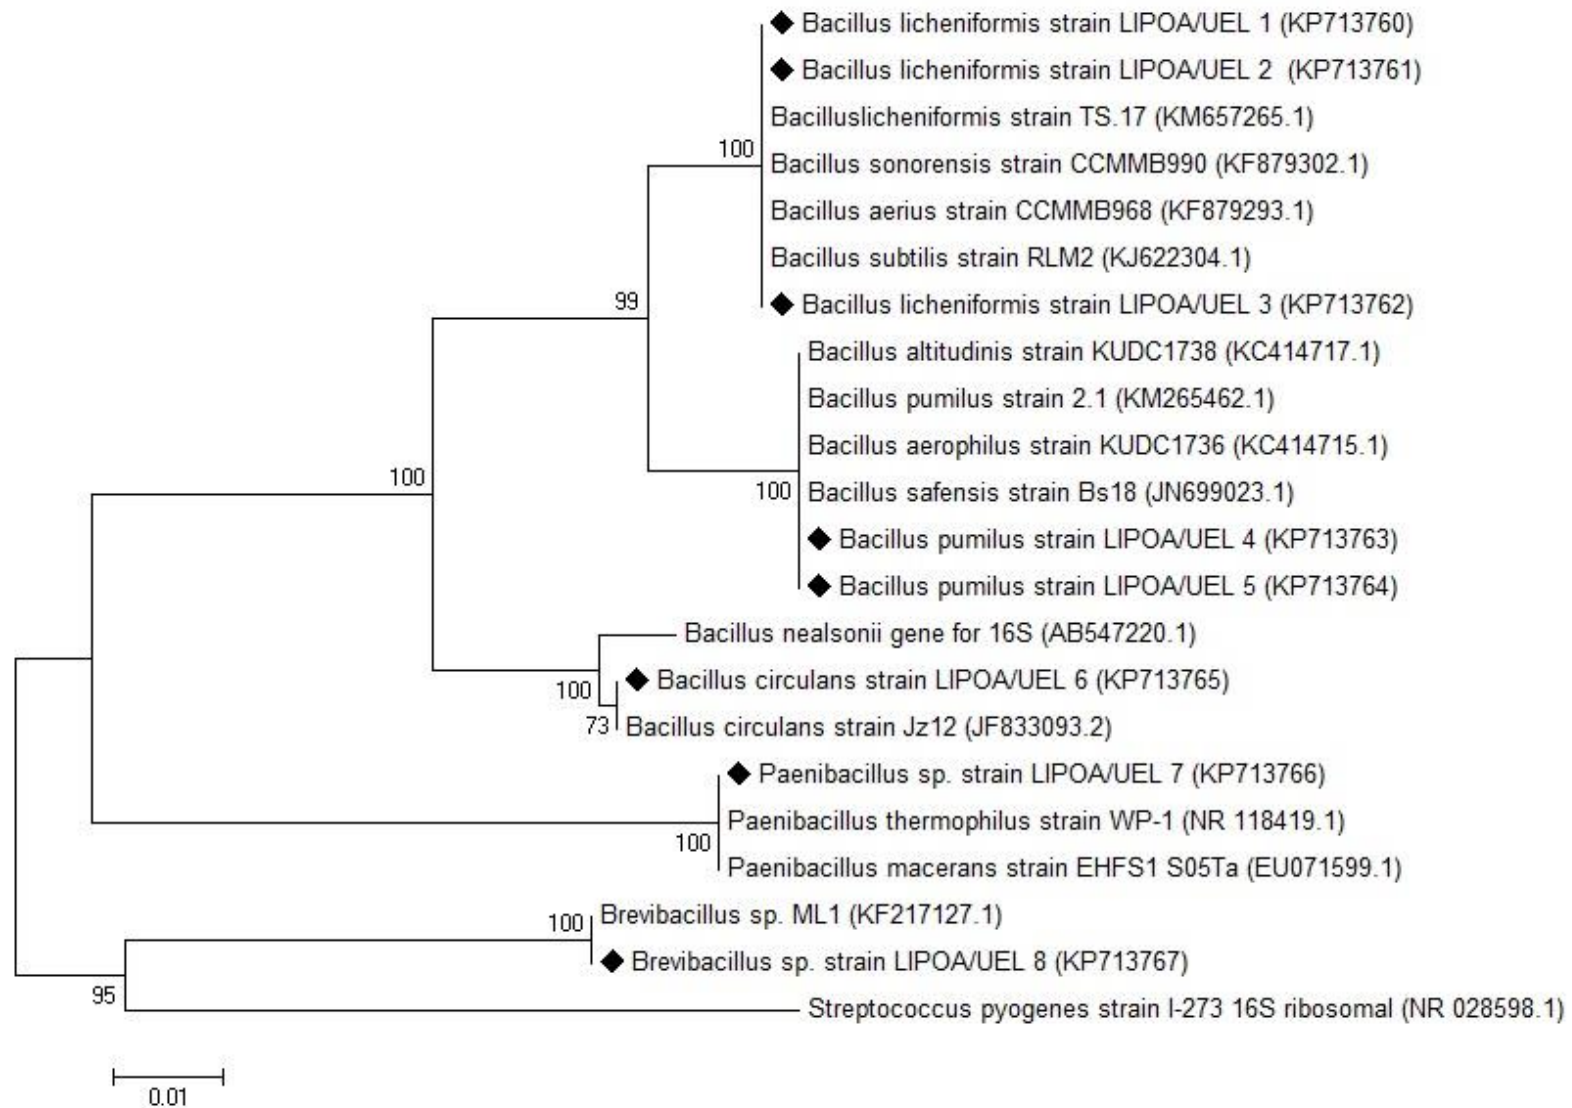 Bacillus licheniformis strain LIPOA/UEL 1 (KP713760)
Bacillus licheniformis strain LIPOA/UEL 2 (KP713761)
Bacilluslicheniformis strain TS.17 (KM657265.1)
100
Bacillus sonorensis strain CCMMB990 (KF879302.1)
Bacillus aerius strain CCMMB968 (KF879293.1)
Bacillus subtilis strain RLM2 (KJ622304.1)
99
Bacillus licheniformis strain LIPOA/UEL 3 (KP713762)
Bacillus altitudinis strain KUDC1738 (KC414717.1)
Bacillus pumilus strain 2.1 (KM265462.1)
Bacillus aerophilus strain KUDC1736 (KC414715.1)
100
100
Bacillus safensis strain Bs18 (JN699023.1)
Bacillus pumilus strain LIPOA/UEL 4 (KP713763)
Bacillus pumilus strain LIPOA/UEL 5 (KP713764)
Bacillus nealsonii gene for 16S (AB547220.1)
Bacillus circulans strain LIPOA/UEL 6 (KP713765)
100
73
Bacillus circulans strain Jz12 (JF833093.2)
Paenibacillus sp. strain LIPOA/UEL 7 (KP713766)
Paenibacillus thermophilus strain WP-1 (NR 118419.1)
100
Paenibacillus macerans strain EHFS1 S05Ta (EU071599.1)
100
Brevibacillus sp. ML1 (KF217127.1)
Brevibacillus sp. strain LIPOA/UEL 8 (KP713767)
95
Streptococcus pyogenes strain I-273 16S ribosomal (NR 028598.1)
0.01